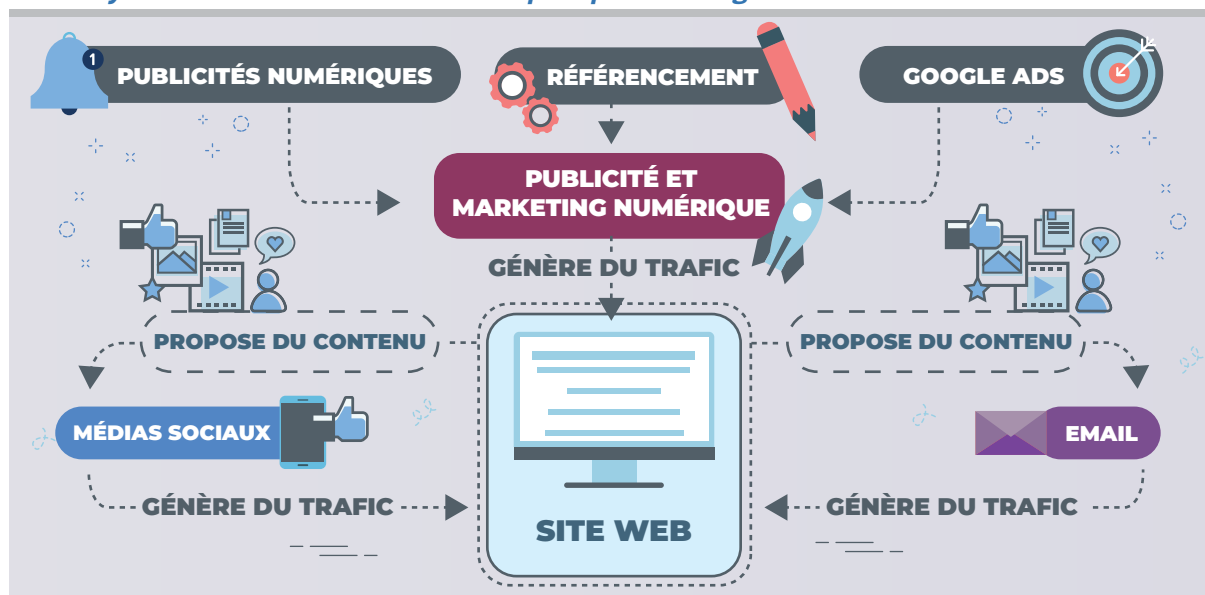 PUBLICITÉS NUMÉRIQUES
1
RÉFÉRENCEMENT
GOOGLE ADS
PUBLICITÉ ET
MARKETING NUMÉRIQUE
GÉNÈRE DU TRAFIC
PROPOSE DU CONTENU
PROPOSE DU CONTENU
MÉDIAS SOCIAUX
EMAIL
GÉNÈRE DU TRAFIC
GÉNÈRE DU TRAFIC
SITE WEB